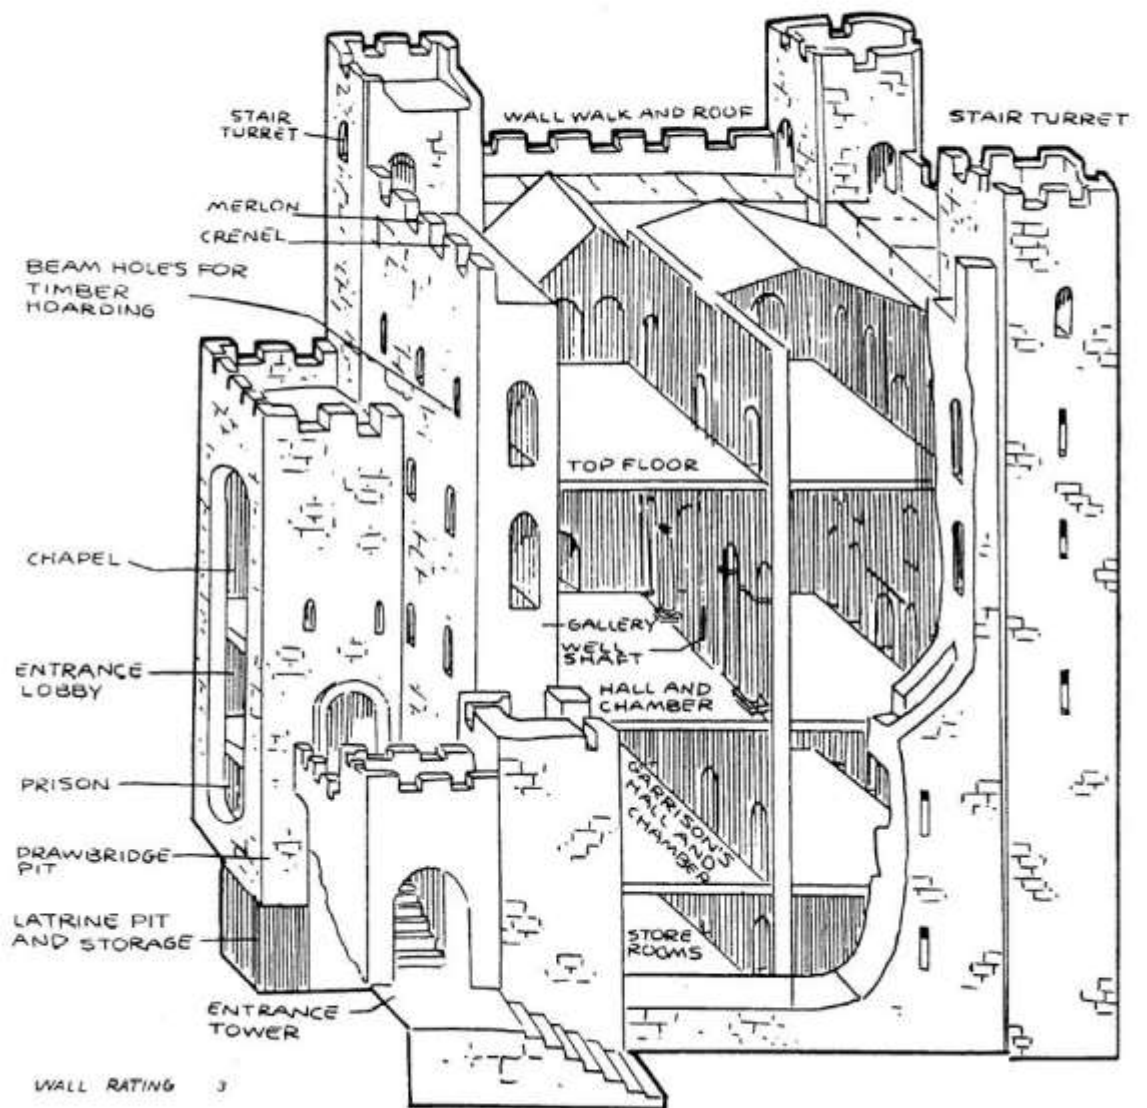 WALL WALK AND ROOF
STAIR
TURRET
STAIR TURRET
MERLON
CRENEL
BEAM HOLE'S FOR
TIMBER
HOARDING
TOP FLOOR
CHAPEL
GALLERY
WELL
SHAFT
ENTRANCE
LOBBY
HALL AND
CHAMBER
PRISON
GARRISON'S
HALL AND
CHAMBER
DRAWBRIDGE
PIT
LATRINE PIT
AND STORAGE
STORE
ROOMS
ENTRANCE
TOWER
WALL RATING 3